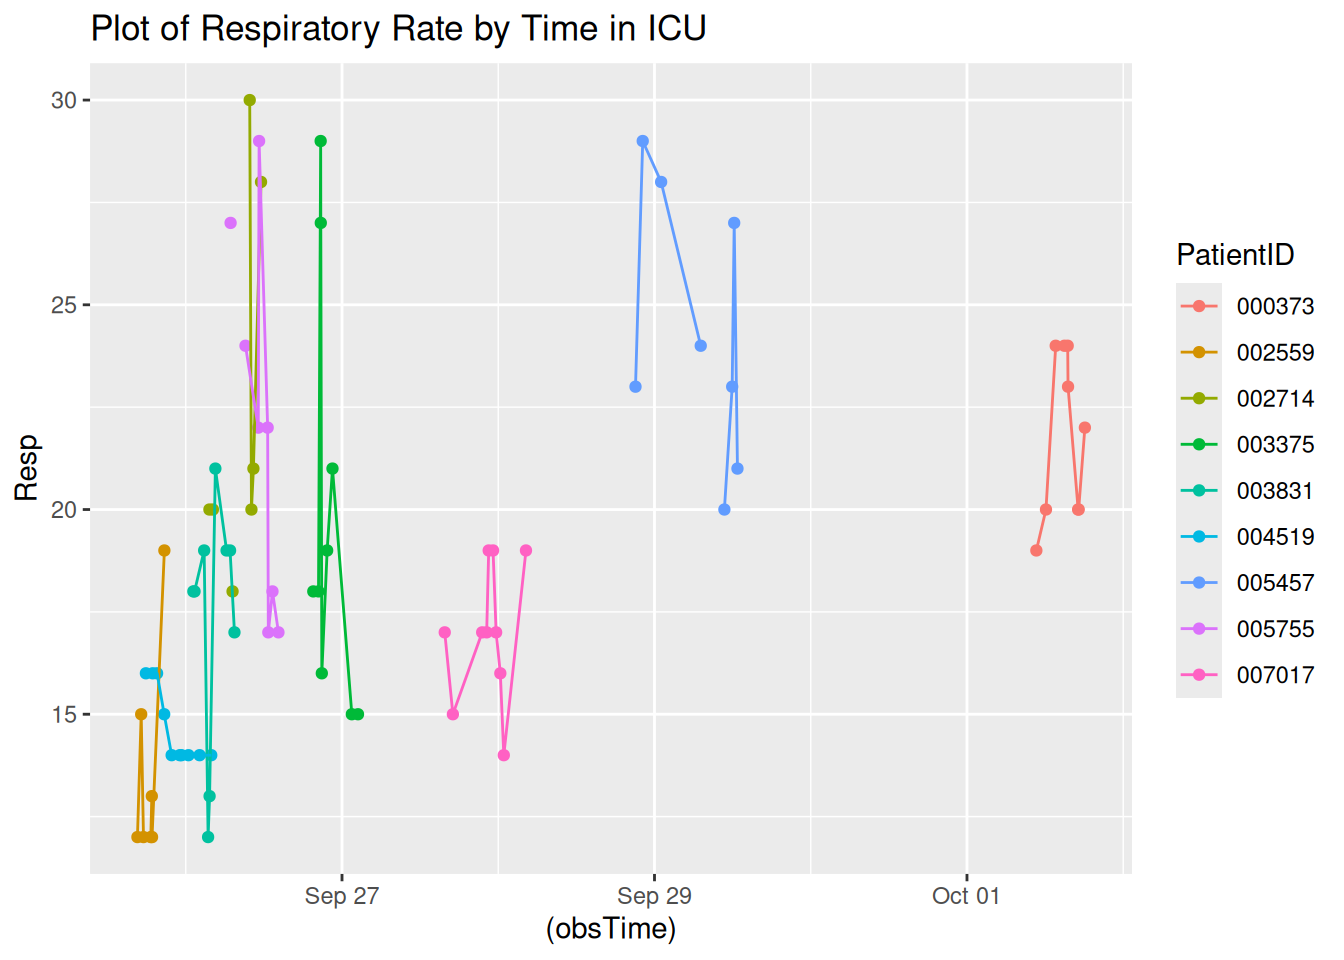 Plot of Respiratory Rate by Time in ICU
30
25
20
15
Resp
Sep 27
Sep 29
Oct 01
(obsTime)
PatientID
000373
002559
002714
003375
003831
004519
005457
005755
007017